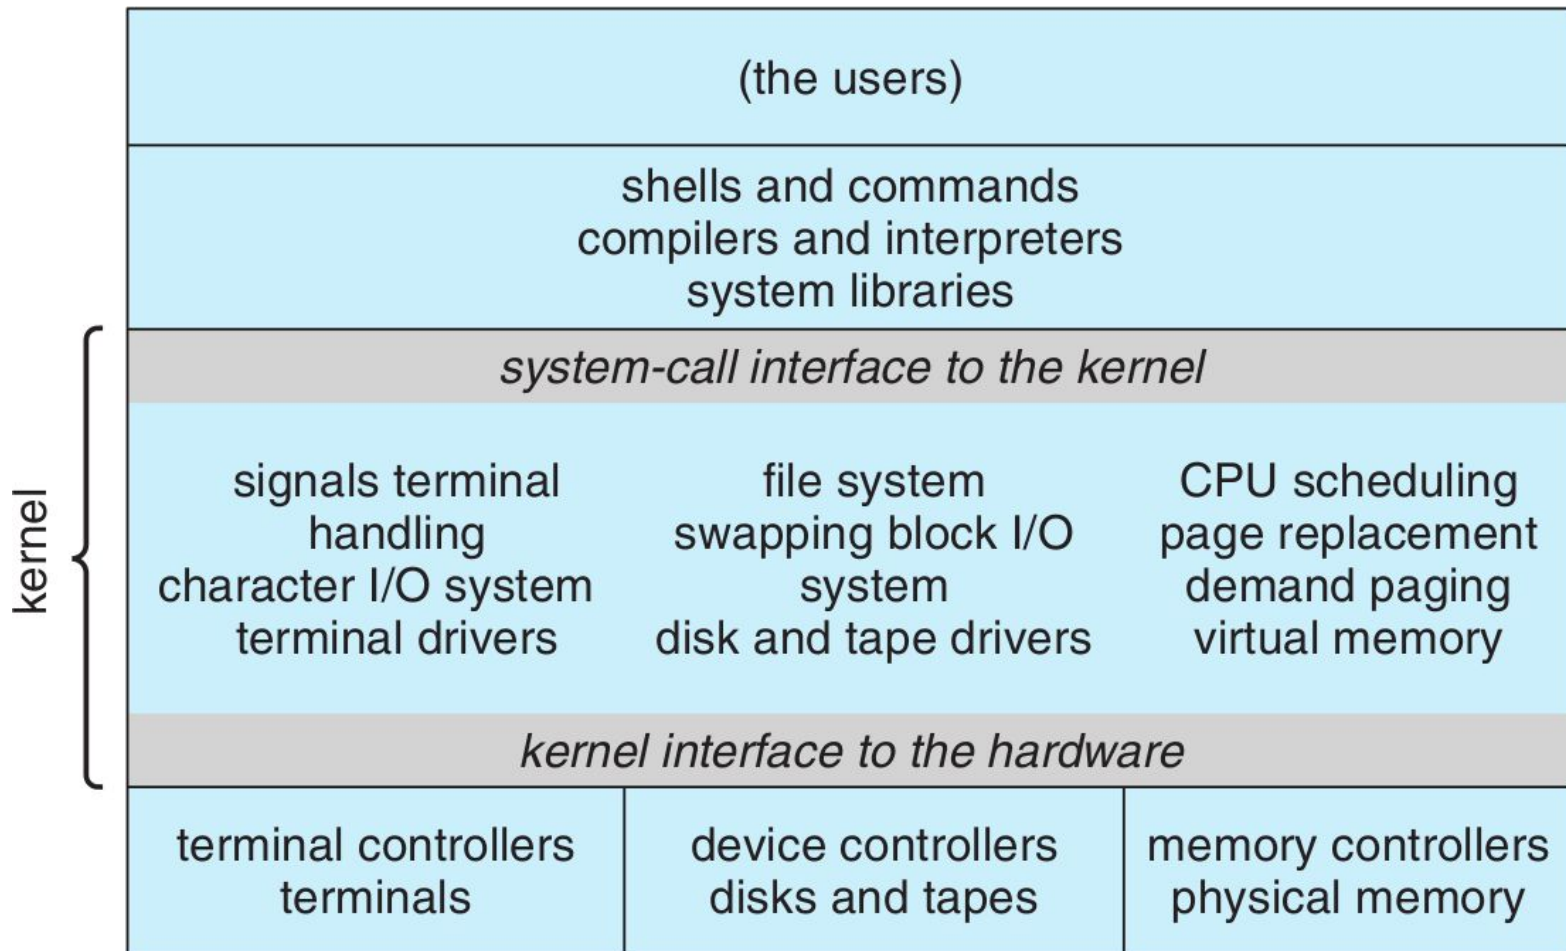 (the users)
shells and commands
compilers and interpreters
system libraries
kernel
system-call interface to the kernel
signals terminal
handling
character I/O system
terminal drivers
file system
swapping block I/O
system
disk and tape drivers
CPU scheduling
page replacement
demand paging
virtual memory
kernel interface to the hardware
terminal controllers
terminals
device controllers
disks and tapes
memory controllers
physical memory